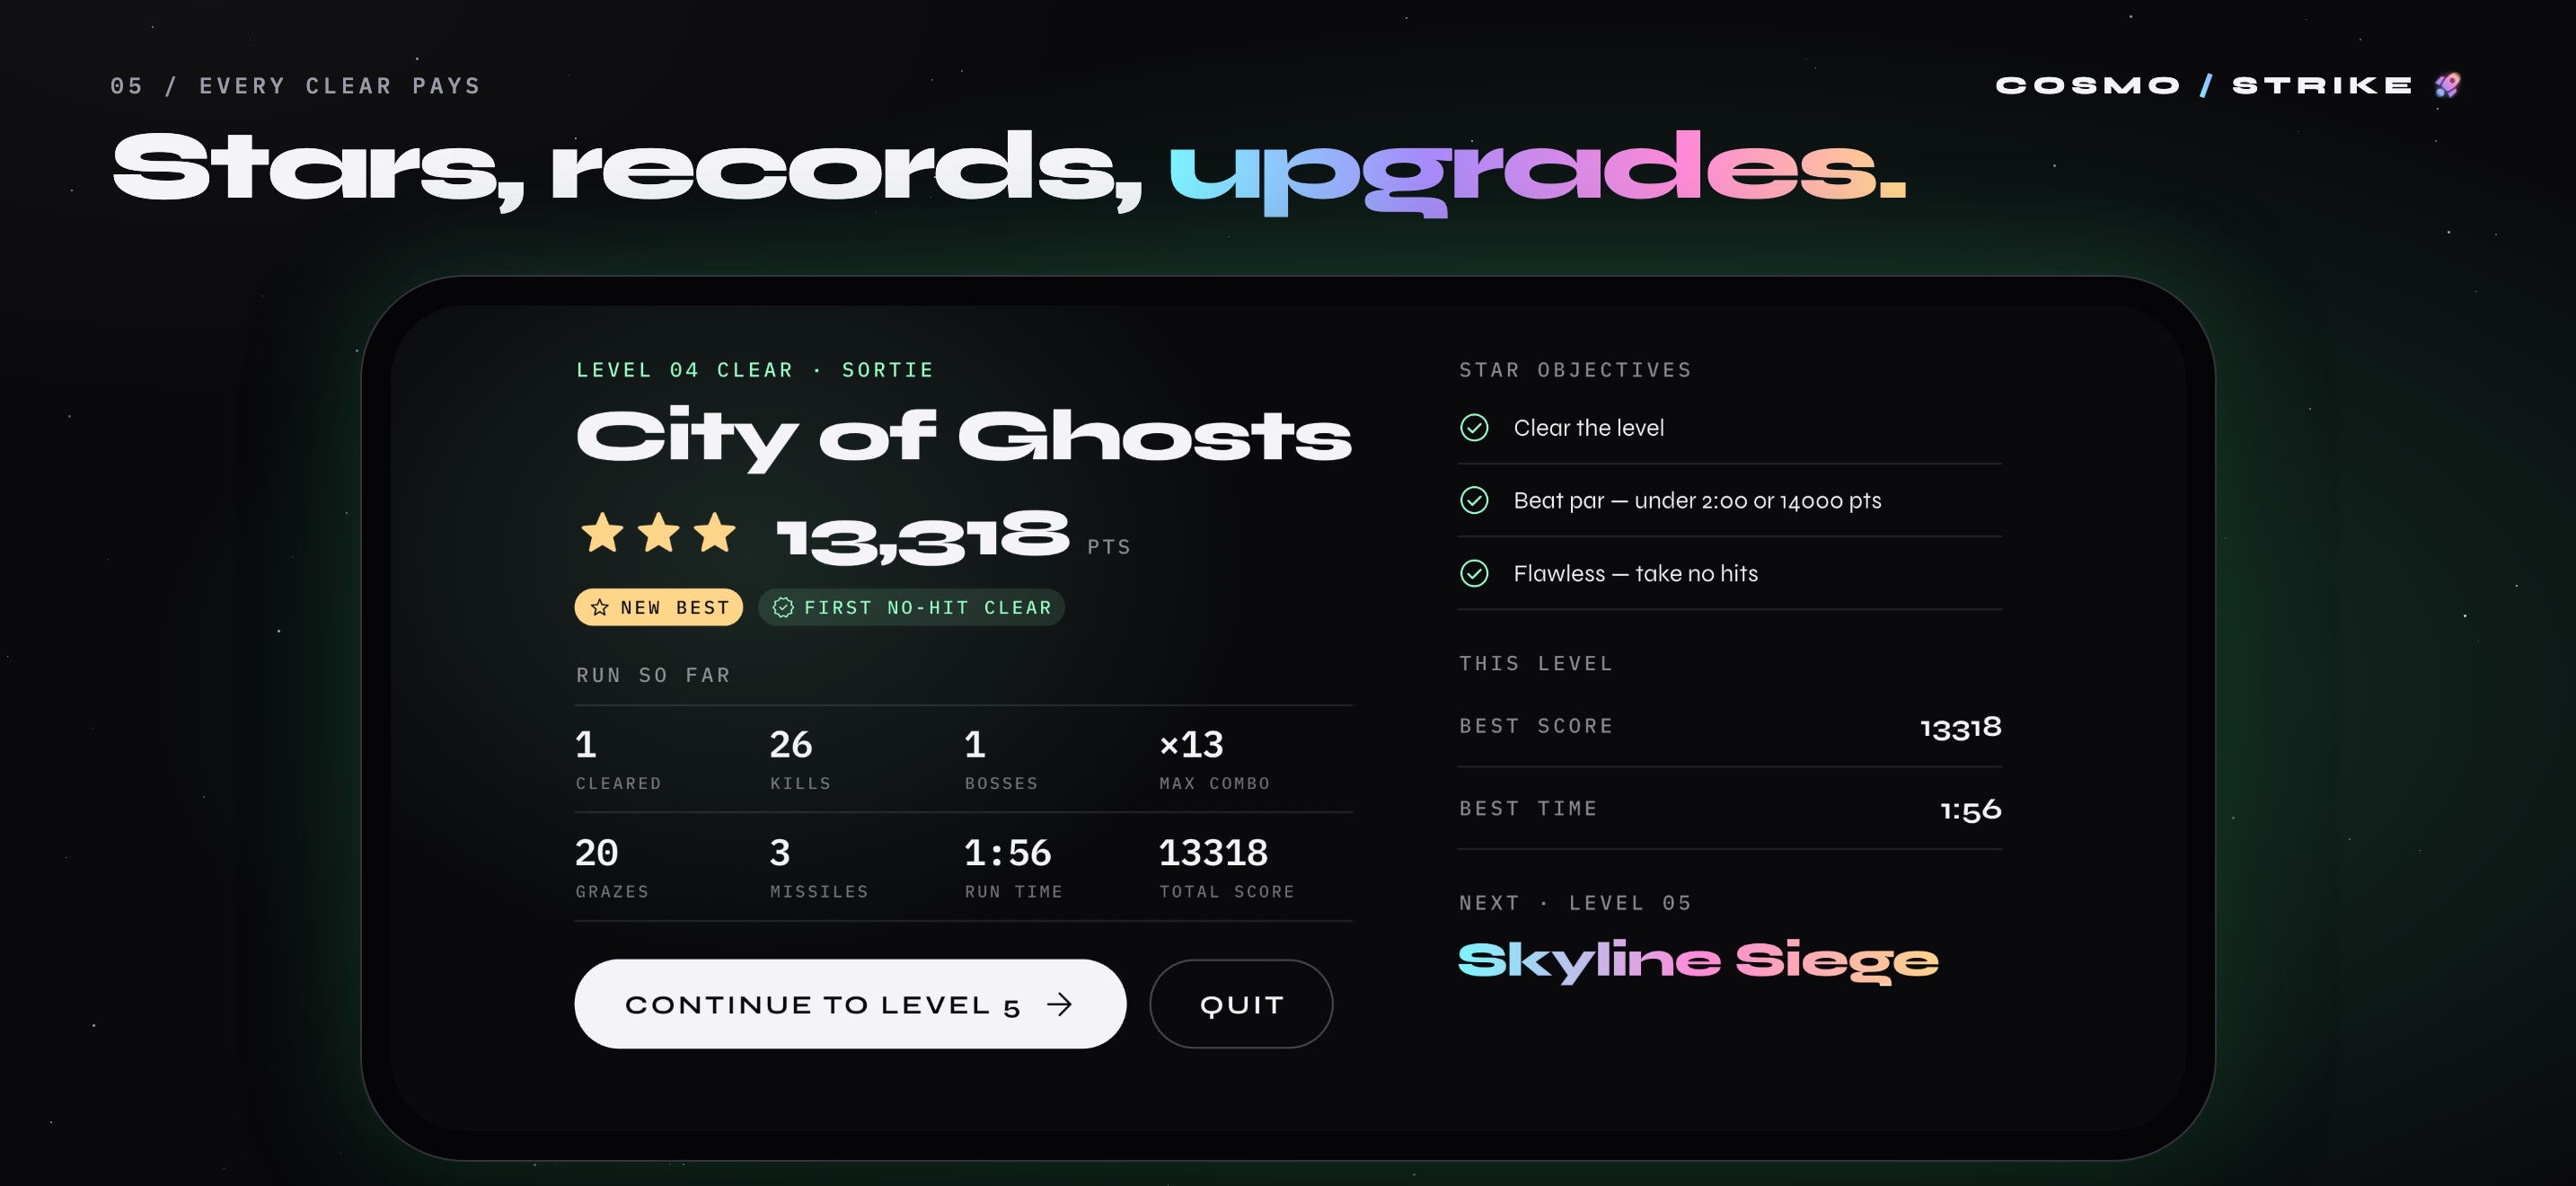 05 / EVERY CLEAR PAYS
COSMO / STRIKE
Stars, records, upgrades.
LEVEL 04 CLEAR · SORTIE
City of Ghosts
13,318 PTS
NEW BEST
FIRST NO-HIT CLEAR
RUN SO FAR
1
CLEARED
26
KILLS
1
BOSSES
×13
MAX COMBO
20
GRAZES
3
MISSILES
1:56
RUN TIME
13318
TOTAL SCORE
CONTINUE TO LEVEL 5 →
QUIT
STAR OBJECTIVES
Clear the level
Beat par — under 2:00 or 14000 pts
Flawless — take no hits
THIS LEVEL
BEST SCORE 13318
BEST TIME 1:56
NEXT · LEVEL 05
Skyline Siege